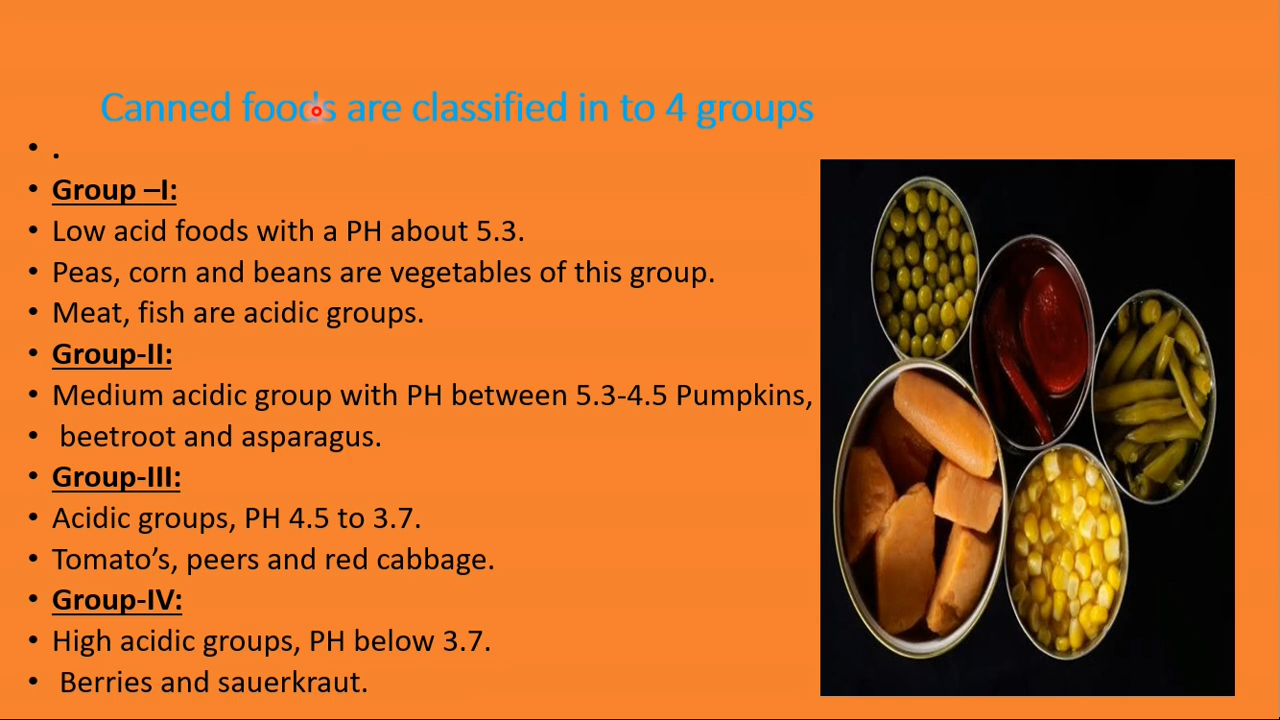 Canned foods are classified in to 4 groups
• .
• Group –I:
• Low acid foods with a PH about 5.3.
• Peas, corn and beans are vegetables of this group.
• Meat, fish are acidic groups.
• Group-II:
• Medium acidic group with PH between 5.3-4.5 Pumpkins,
• beetroot and asparagus.
• Group-III:
• Acidic groups, PH 4.5 to 3.7.
• Tomato’s, peers and red cabbage.
• Group-IV:
• High acidic groups, PH below 3.7.
• Berries and sauerkraut.